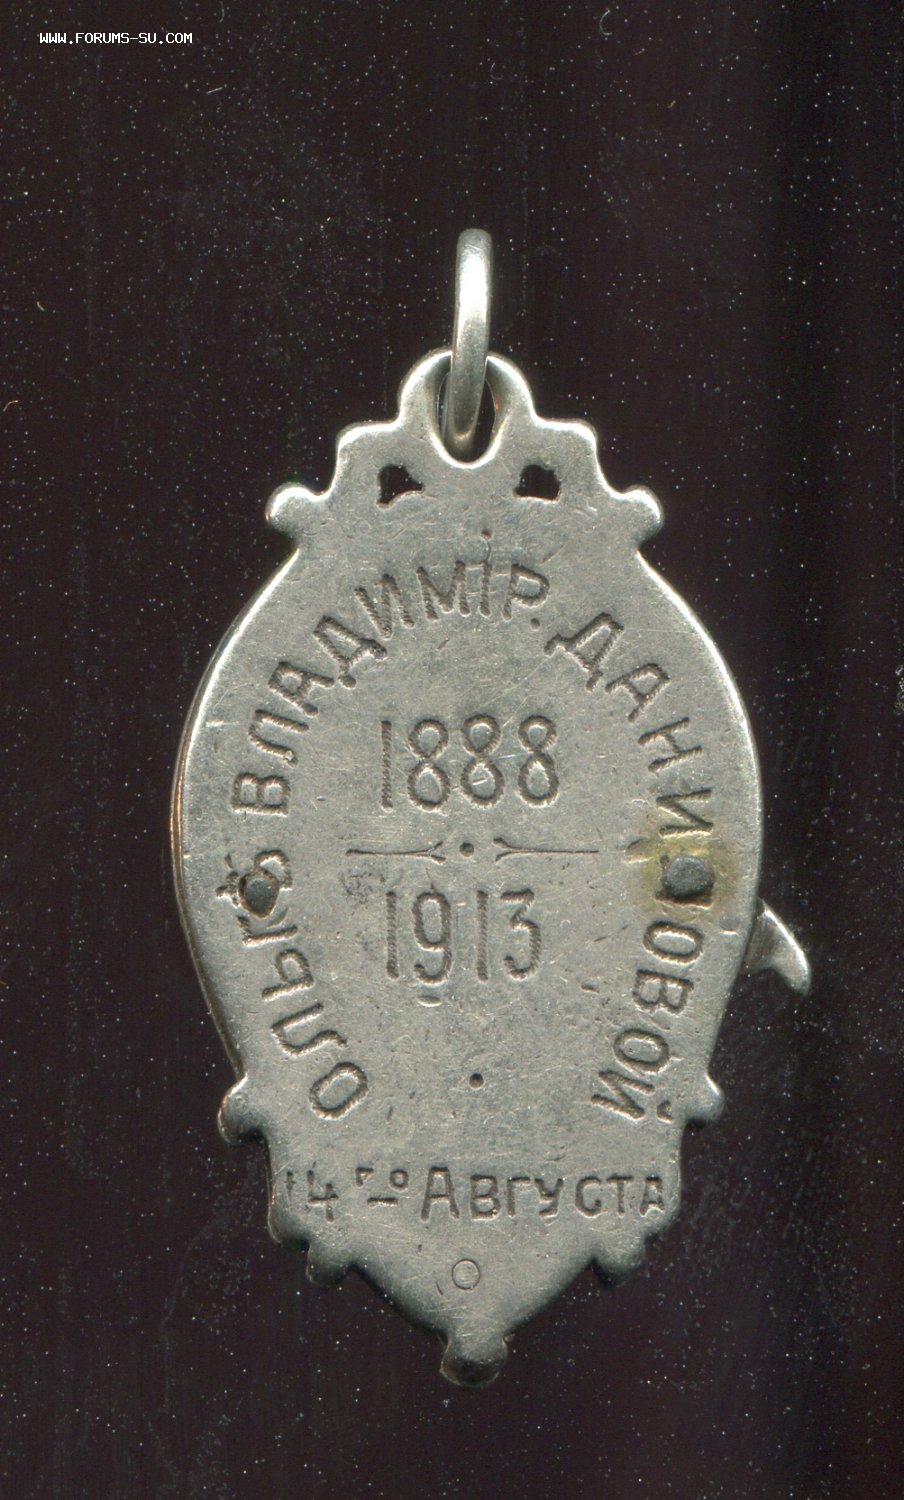 WWW.FORUMS-SU.COM
ОЛЬГѢ ВЛАДИМІР. ДАНИЛОВОЙ
1888
1913
14го АВГУСТА